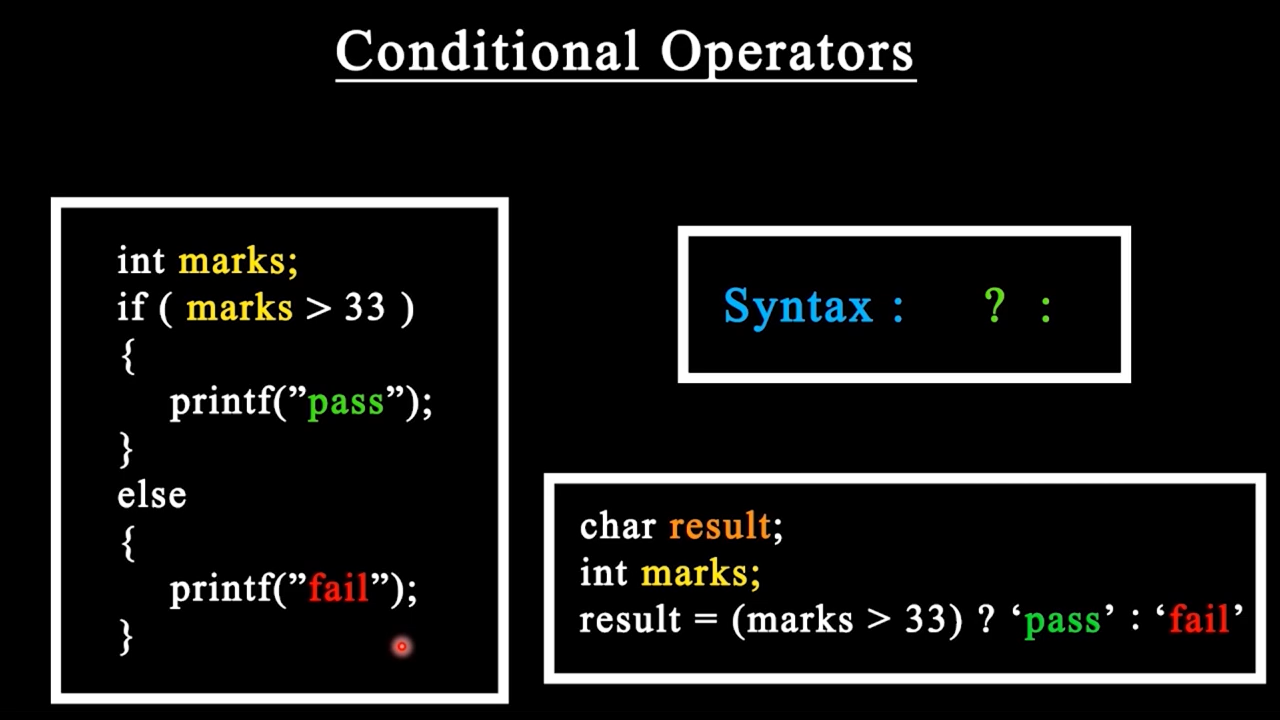 Conditional Operators
int marks;
if ( marks > 33 )
{
printf(”pass”);
}
else
{
printf(”fail”);
}
Syntax : ? :
char result;
int marks;
result = (marks > 33) ? ‘pass’ : ‘fail’